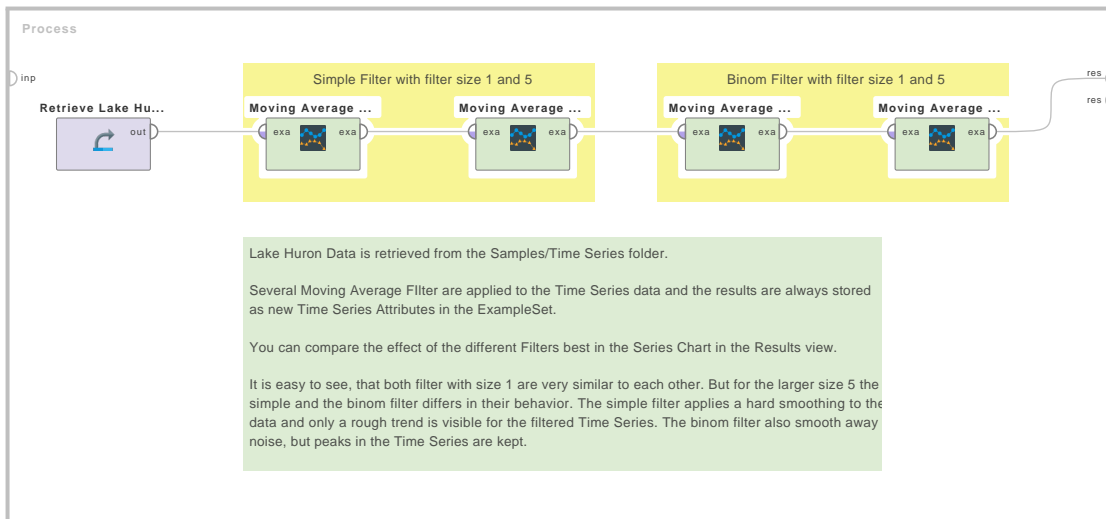 Process
inp
res
res
Simple Filter with filter size 1 and 5
Binom Filter with filter size 1 and 5
Retrieve Lake Hu...
Moving Average ...
Moving Average ...
Moving Average ...
Moving Average ...
out
exa exa
exa exa
exa exa
exa exa
Lake Huron Data is retrieved from the Samples/Time Series folder.
Several Moving Average FIlter are applied to the Time Series data and the results are always stored
as new Time Series Attributes in the ExampleSet.
You can compare the effect of the different Filters best in the Series Chart in the Results view.
It is easy to see, that both filter with size 1 are very similar to each other. But for the larger size 5 the
simple and the binom filter differs in their behavior. The simple filter applies a hard smoothing to the
data and only a rough trend is visible for the filtered Time Series. The binom filter also smooth away
noise, but peaks in the Time Series are kept.